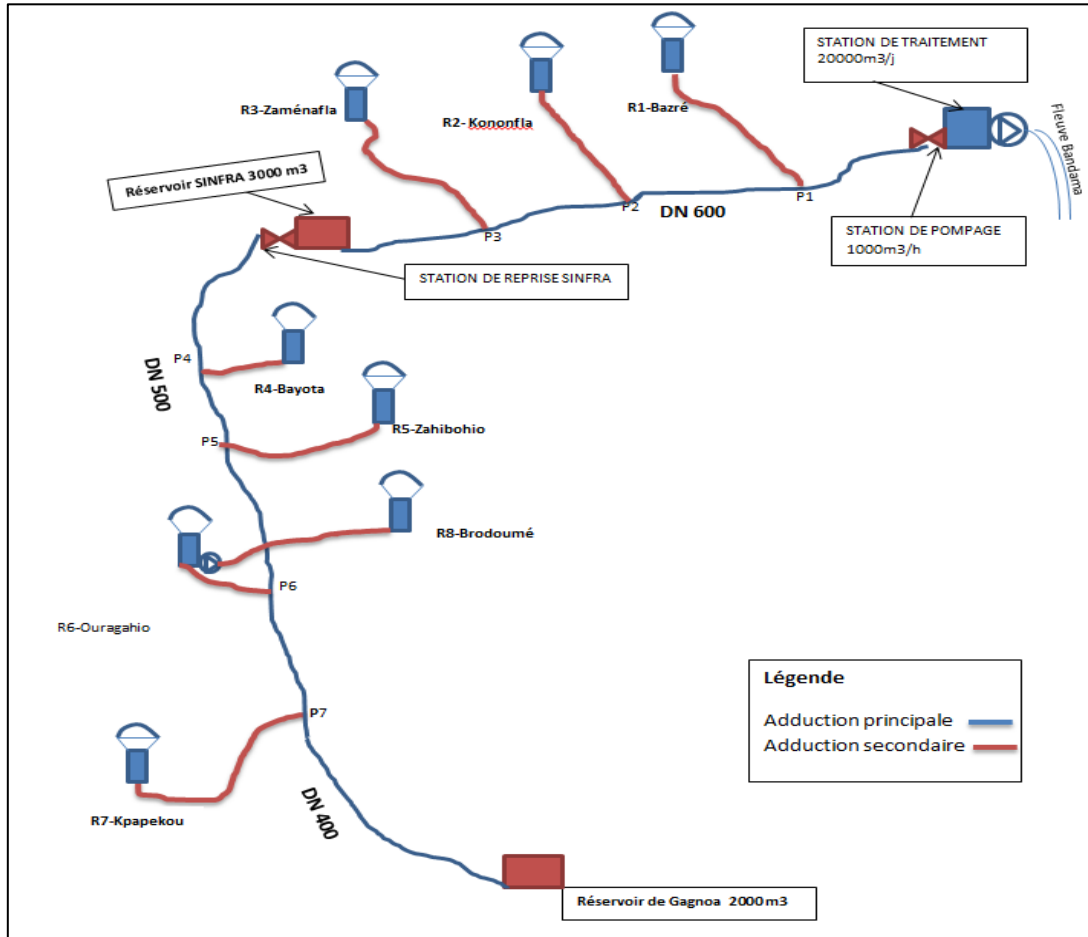 STATION DE TRAITEMENT
20000m3/j
R1-Bazré
R2- Kononfla
R3-Zaménafla
Fleuve Bandama
Réservoir SINFRA 3000 m3
P1
P2
DN 600
P3
STATION DE POMPAGE
1000m3/h
STATION DE REPRISE SINFRA
P4
DN 500
R4-Bayota
P5
R5-Zahibohio
R8-Brodoumé
P6
R6-Ouragahio
P7
Légende
Adduction principale
Adduction secondaire
R7-Kpapekou
DN 400
Réservoir de Gagnoa 2000 m3